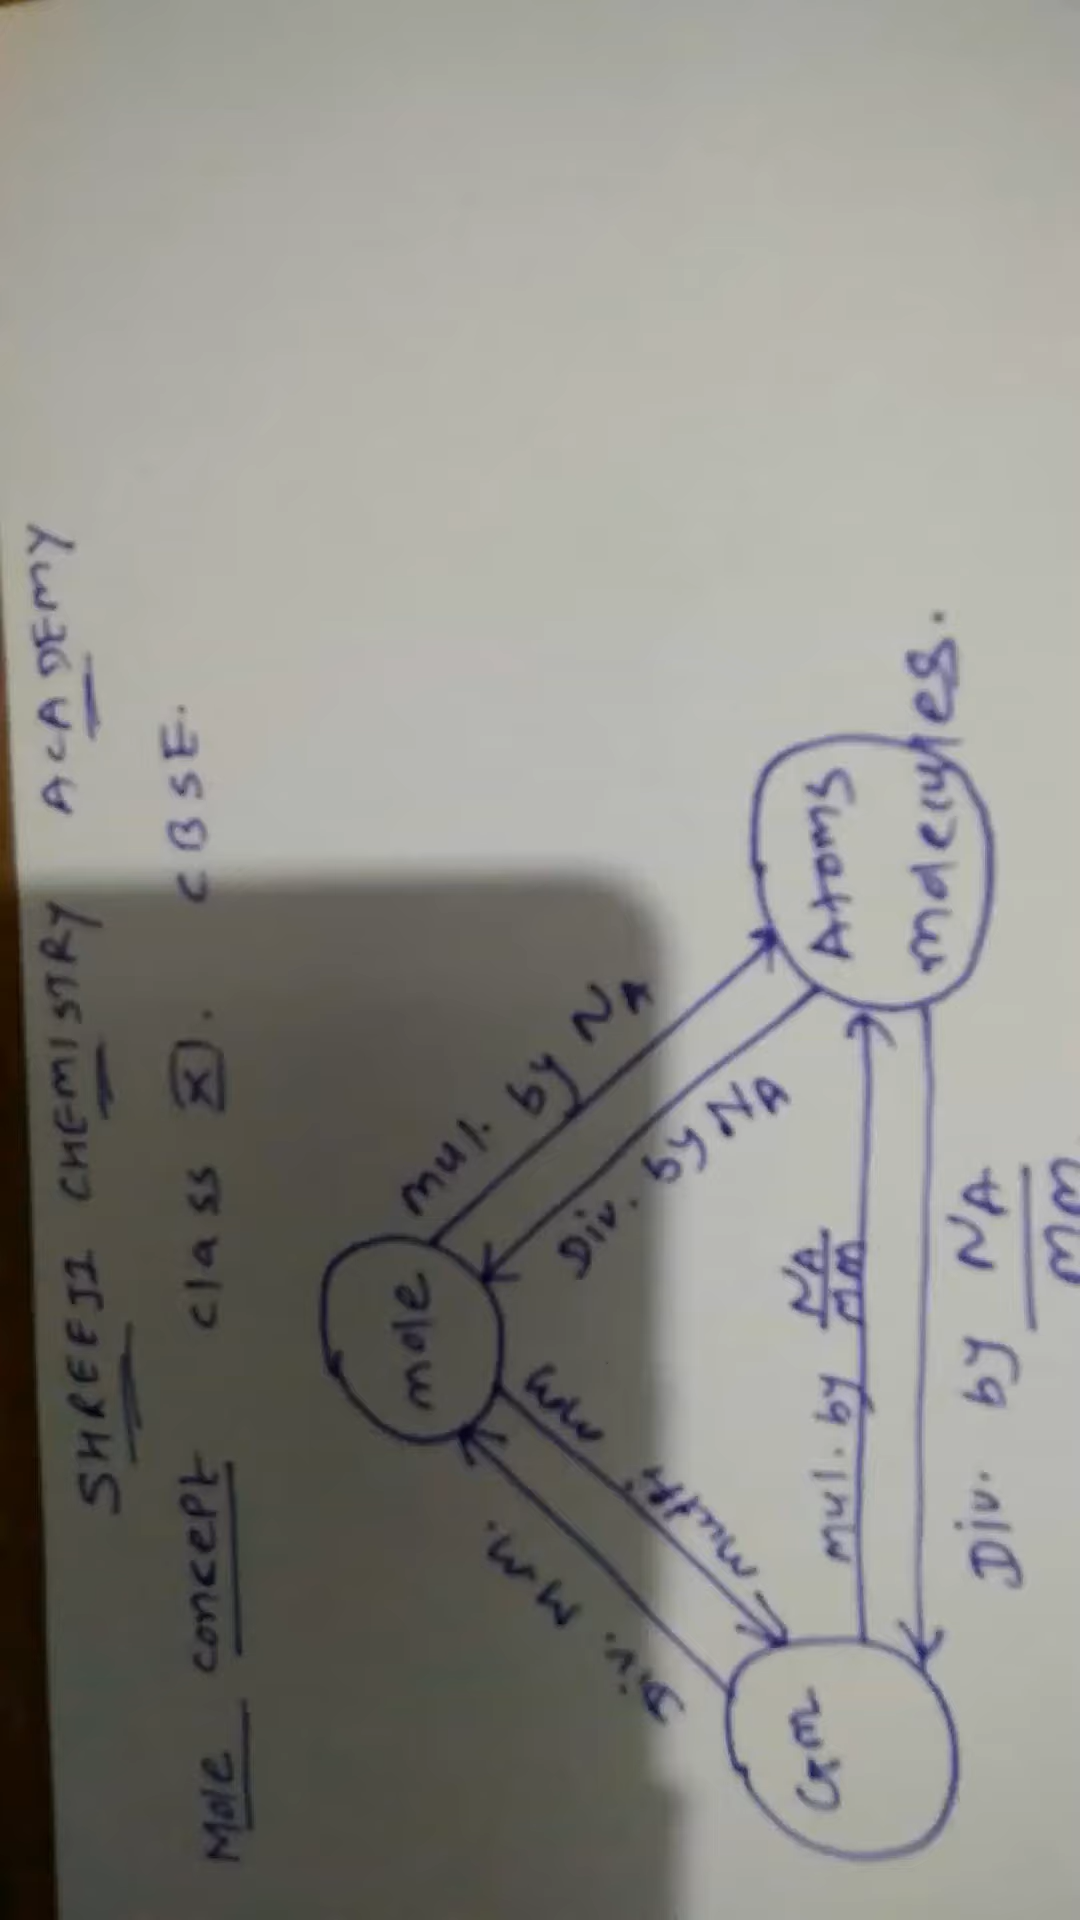 SHREEJI CHEMISTRY ACADEMY
Mole concept class X. CBSE.
mole
mul. by NA
Div. by NA
Div. M.M.
multi MM
Gm
Atoms
molecules.
mul. by NA/MM
Div. by NA/MM